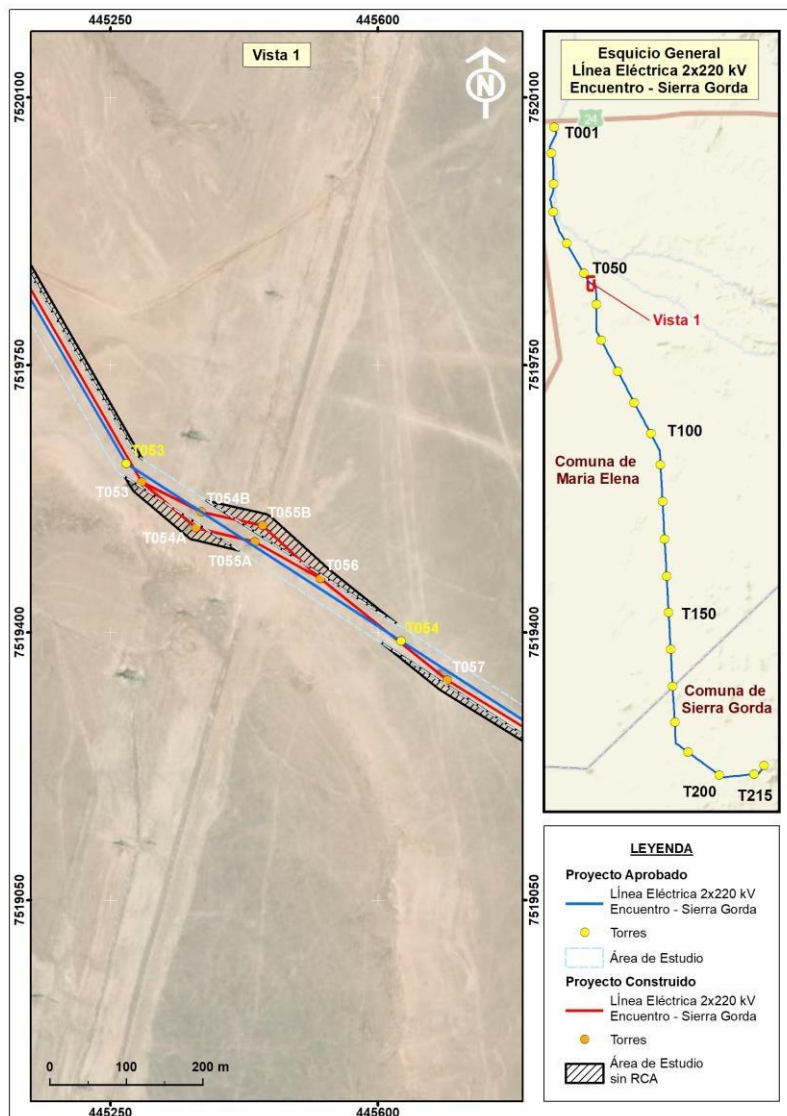 445250
445600
Vista 1
N
7520100
7520100
7519750
7519750
7519400
7519400
7519050
7519050
T053
T053
T054B
T055B
T054A
T055A
T056
T054
T057
0
100
200 m
445250
445600
Esquicio General
LÍnea Eléctrica 2x220 kV
Encuentro - Sierra Gorda
24
T001
T050
Vista 1
T100
Comuna de
Maria Elena
T150
Comuna de
Sierra Gorda
T200
T215
LEYENDA
Proyecto Aprobado
LÍnea Eléctrica 2x220 kV
Encuentro - Sierra Gorda
Torres
Área de Estudio
Proyecto Construido
LÍnea Eléctrica 2x220 kV
Encuentro - Sierra Gorda
Torres
Área de Estudio
sin RCA